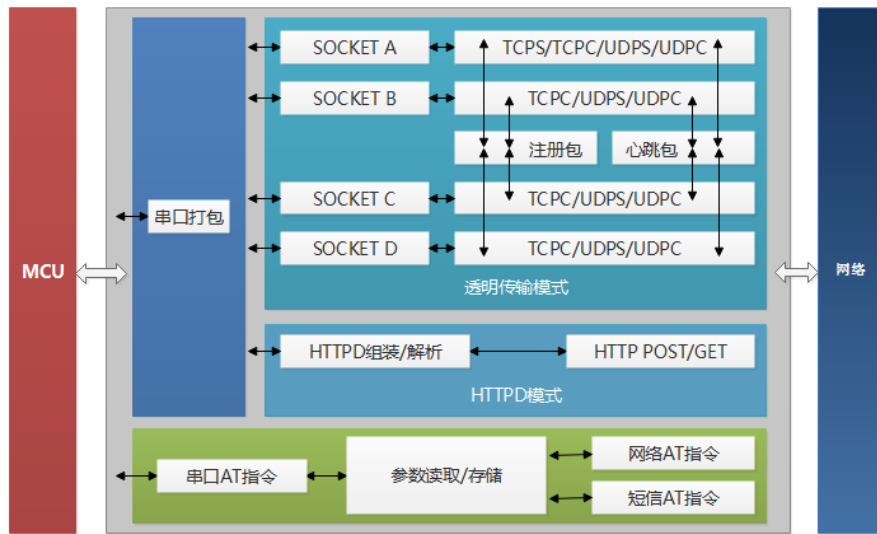 MCU
串口打包
SOCKET A
TCPS/TCPC/UDPS/UDPC
SOCKET B
TCPC/UDPS/UDPC
注册包
心跳包
SOCKET C
TCPC/UDPS/UDPC
SOCKET D
TCPC/UDPS/UDPC
透明传输模式
HTTPD组装/解析
HTTP POST/GET
HTTPD模式
串口AT指令
参数读取/存储
网络AT指令
短信AT指令
网络